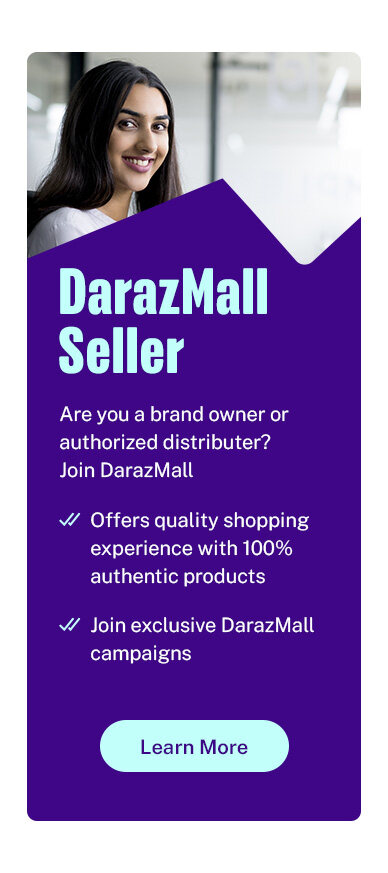 DarazMall
Seller
Are you a brand owner or
authorized distributer?
Join DarazMall
Offers quality shopping
experience with 100%
authentic products
Join exclusive DarazMall
campaigns
Learn More